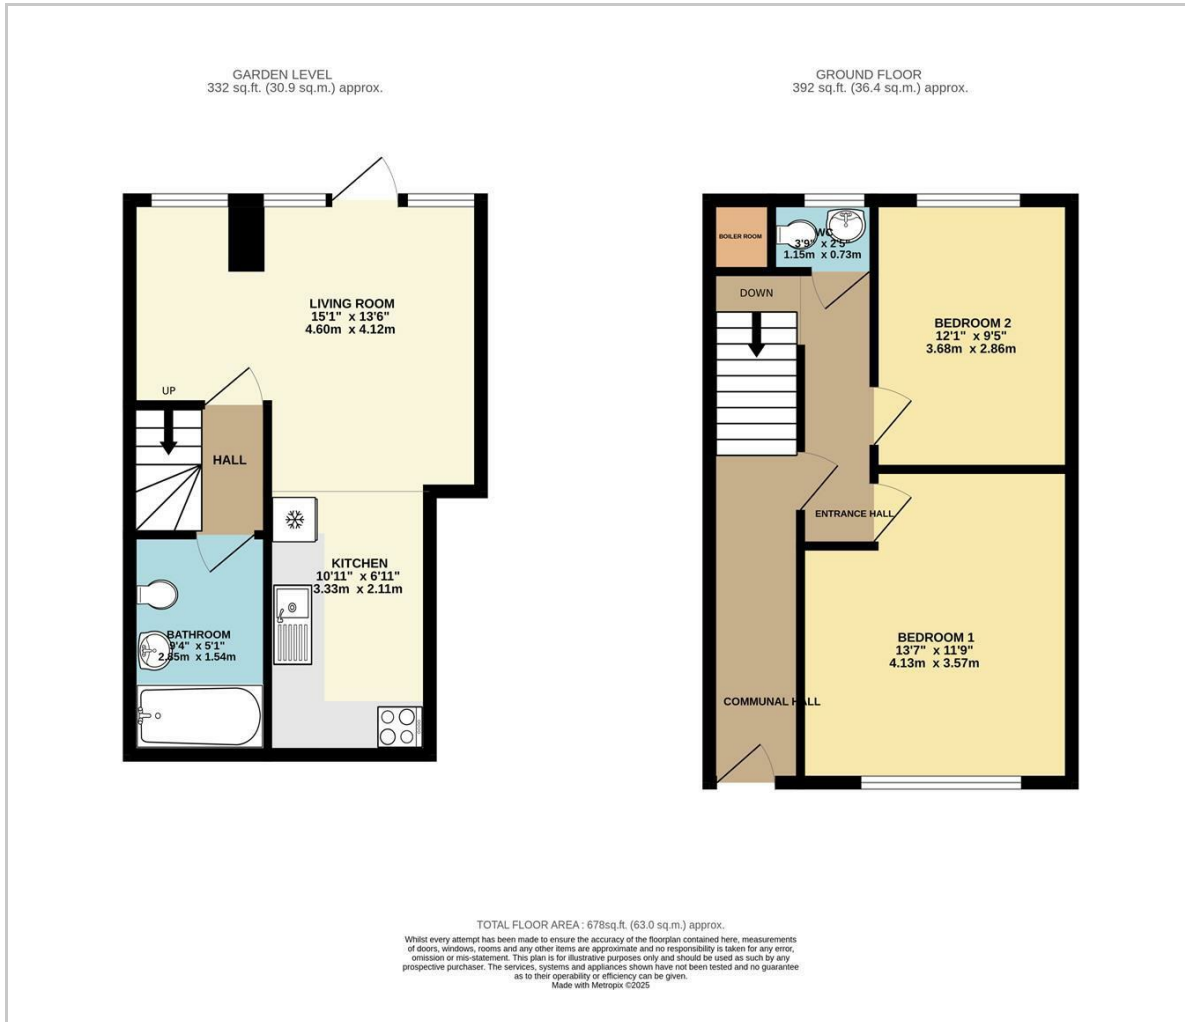 GARDEN LEVEL
332 sq.ft. (30.9 sq.m.) approx.
LIVING ROOM
15'1" x 13'6"
4.60m x 4.12m
UP
HALL
KITCHEN
10'11" x 6'11"
3.33m x 2.11m
BATHROOM
9'4" x 5'1"
2.85m x 1.54m
GROUND FLOOR
392 sq.ft. (36.4 sq.m.) approx.
BOILER ROOM
WC
3'9" x 2'5"
1.15m x 0.73m
DOWN
BEDROOM 2
12'1" x 9'5"
3.68m x 2.86m
ENTRANCE HALL
BEDROOM 1
13'7" x 11'9"
4.13m x 3.57m
COMMUNAL HALL
TOTAL FLOOR AREA : 678sq.ft. (63.0 sq.m.) approx.
Whilst every attempt has been made to ensure the accuracy of the floorplan contained here, measurements
of doors, windows, rooms and any other items are approximate and no responsibility is taken for any error,
omission or mis-statement. This plan is for illustrative purposes only and should be used as such by any
prospective purchaser. The services, systems and appliances shown have not been tested and no guarantee
as to their operability or efficiency can be given.
Made with Metropix ©2025